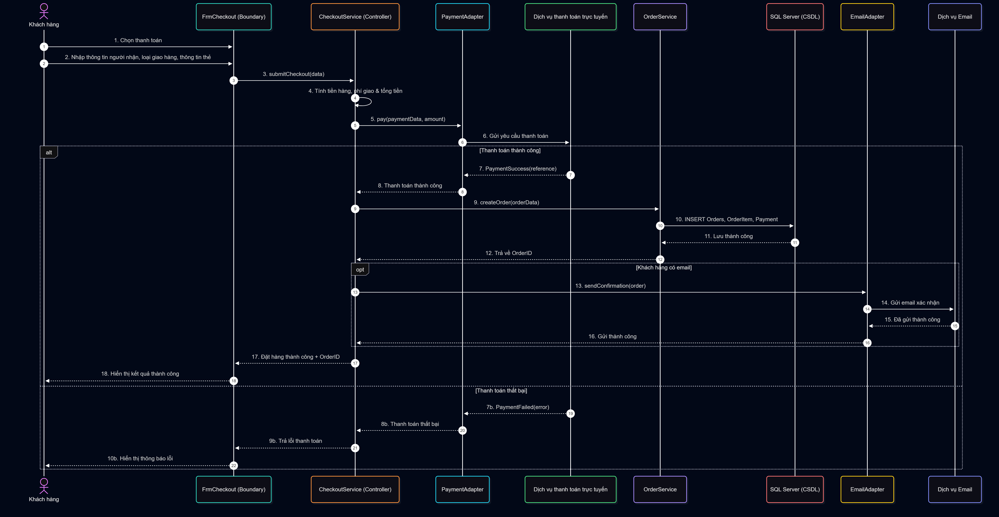 Khách hàng
FrmCheckout (Boundary)
CheckoutService (Controller)
PaymentAdapter
Dịch vụ thanh toán trực tuyến
OrderService
SQL Server (CSDL)
EmailAdapter
Dịch vụ Email
1. Chọn thanh toán
1
2. Nhập thông tin người nhận, loại giao hàng, thông tin thẻ
2
3. submitCheckout(data)
3
4. Tính tiền hàng, phí giao & tổng tiền
4
5. pay(paymentData, amount)
5
6. Gửi yêu cầu thanh toán
6
alt
[Thanh toán thành công]
7. PaymentSuccess(reference)
7
8. Thanh toán thành công
8
9. createOrder(orderData)
9
10. INSERT Orders, OrderItem, Payment
10
11. Lưu thành công
11
12. Trả về OrderID
12
opt
[Khách hàng có email]
13. sendConfirmation(order)
13
14. Gửi email xác nhận
14
15. Đã gửi thành công
15
16. Gửi thành công
16
17. Đặt hàng thành công + OrderID
17
18. Hiển thị kết quả thành công
18
[Thanh toán thất bại]
7b. PaymentFailed(error)
19
8b. Thanh toán thất bại
20
9b. Trả lỗi thanh toán
21
10b. Hiển thị thông báo lỗi
22
Khách hàng
FrmCheckout (Boundary)
CheckoutService (Controller)
PaymentAdapter
Dịch vụ thanh toán trực tuyến
OrderService
SQL Server (CSDL)
EmailAdapter
Dịch vụ Email